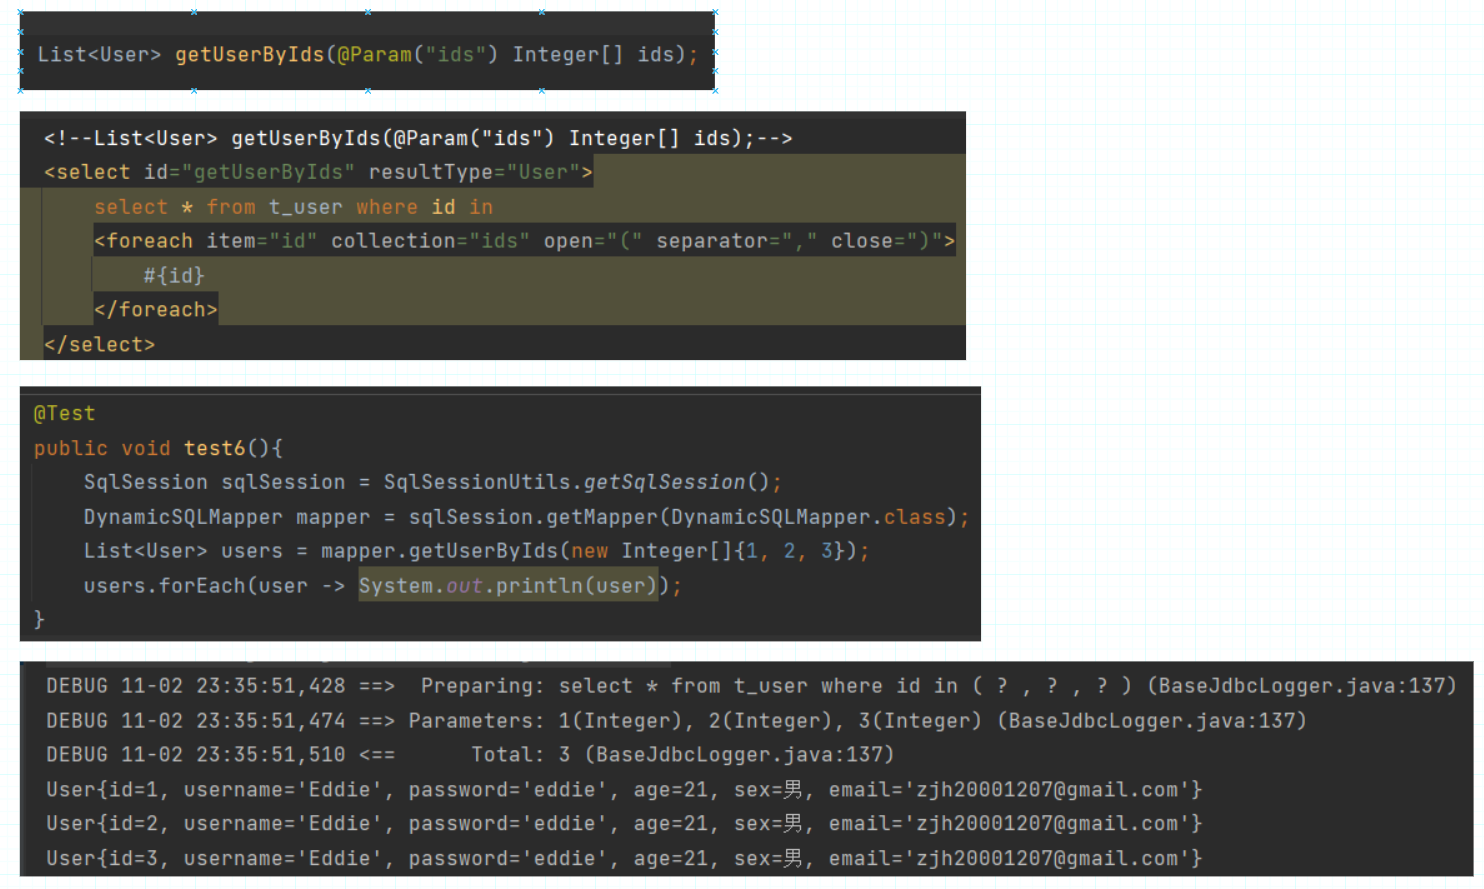 List<User> getUserByIds(@Param("ids") Integer[] ids);
<!--List<User> getUserByIds(@Param("ids") Integer[] ids);-->
<select id="getUserByIds" resultType="User">
select * from t_user where id in
<foreach item="id" collection="ids" open="(" separator="," close=")">
#{id}
</foreach>
</select>
@Test
public void test6(){
SqlSession sqlSession = SqlSessionUtils.getSqlSession();
DynamicSQLMapper mapper = sqlSession.getMapper(DynamicSQLMapper.class);
List<User> users = mapper.getUserByIds(new Integer[]{1, 2, 3});
users.forEach(user -> System.out.println(user));
}
DEBUG 11-02 23:35:51,428 ==>  Preparing: select * from t_user where id in ( ? , ? , ? ) (BaseJdbcLogger.java:137)
DEBUG 11-02 23:35:51,474 ==> Parameters: 1(Integer), 2(Integer), 3(Integer) (BaseJdbcLogger.java:137)
DEBUG 11-02 23:35:51,510 <==      Total: 3 (BaseJdbcLogger.java:137)
User{id=1, username='Eddie', password='eddie', age=21, sex=男, email='zjh20001207@gmail.com'}
User{id=2, username='Eddie', password='eddie', age=21, sex=男, email='zjh20001207@gmail.com'}
User{id=3, username='Eddie', password='eddie', age=21, sex=男, email='zjh20001207@gmail.com'}